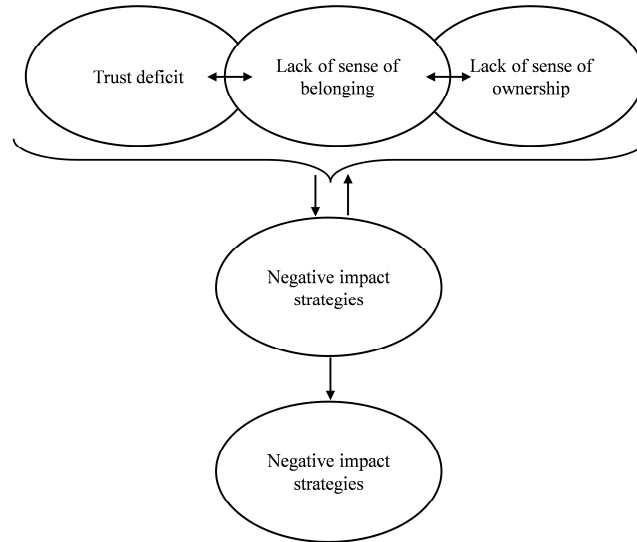 Trust deficit
Lack of sense of
belonging
Lack of sense of
ownership
Negative impact
strategies
Negative impact
strategies